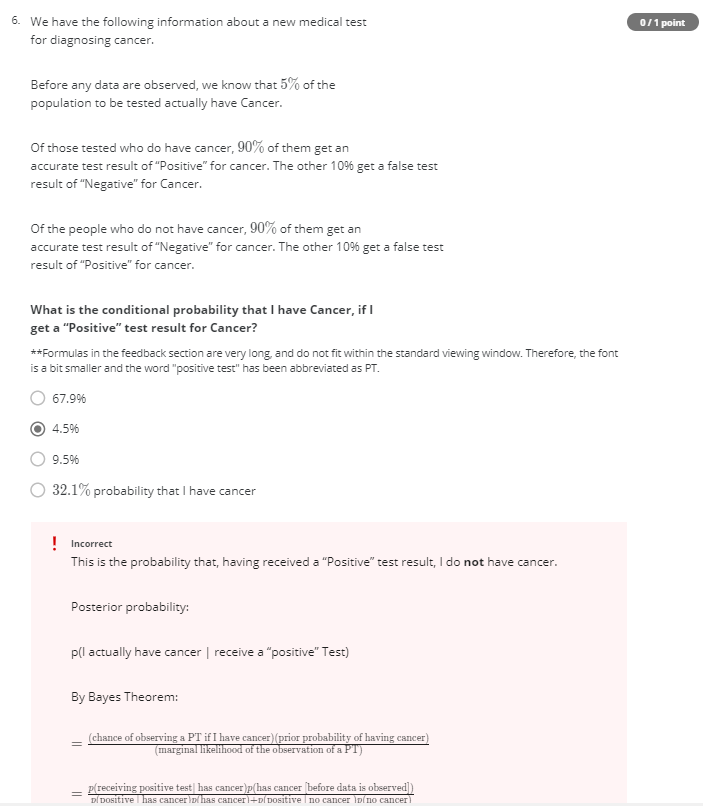 6. We have the following information about a new medical test
0 / 1 point
for diagnosing cancer.
Before any data are observed, we know that 5% of the
population to be tested actually have Cancer.
Of those tested who do have cancer, 90% of them get an
accurate test result of "Positive" for cancer. The other 10% get a false test
result of "Negative" for Cancer.
Of the people who do not have cancer, 90% of them get an
accurate test result of "Negative" for cancer. The other 10% get a false test
result of "Positive" for cancer.
What is the conditional probability that I have Cancer, if I
get a "Positive" test result for Cancer?
**Formulas in the feedback section are very long, and do not fit within the standard viewing window. Therefore, the font
is a bit smaller and the word "positive test" has been abbreviated as PT.
67.9%
4.5%
9.5%
32.1% probability that I have cancer
! Incorrect
This is the probability that, having received a "Positive" test result, I do not have cancer.
Posterior probability:
p(I actually have cancer | receive a "positive" Test)
By Bayes Theorem:
= (chance of observing a PT if I have cancer)(prior probability of having cancer)
(marginal likelihood of the observation of a PT)
= p(receiving positive test| has cancer)p(has cancer [before data is observed])
p(positive | has cancer)p(has cancer)+p(positive | no cancer )p(no cancer)